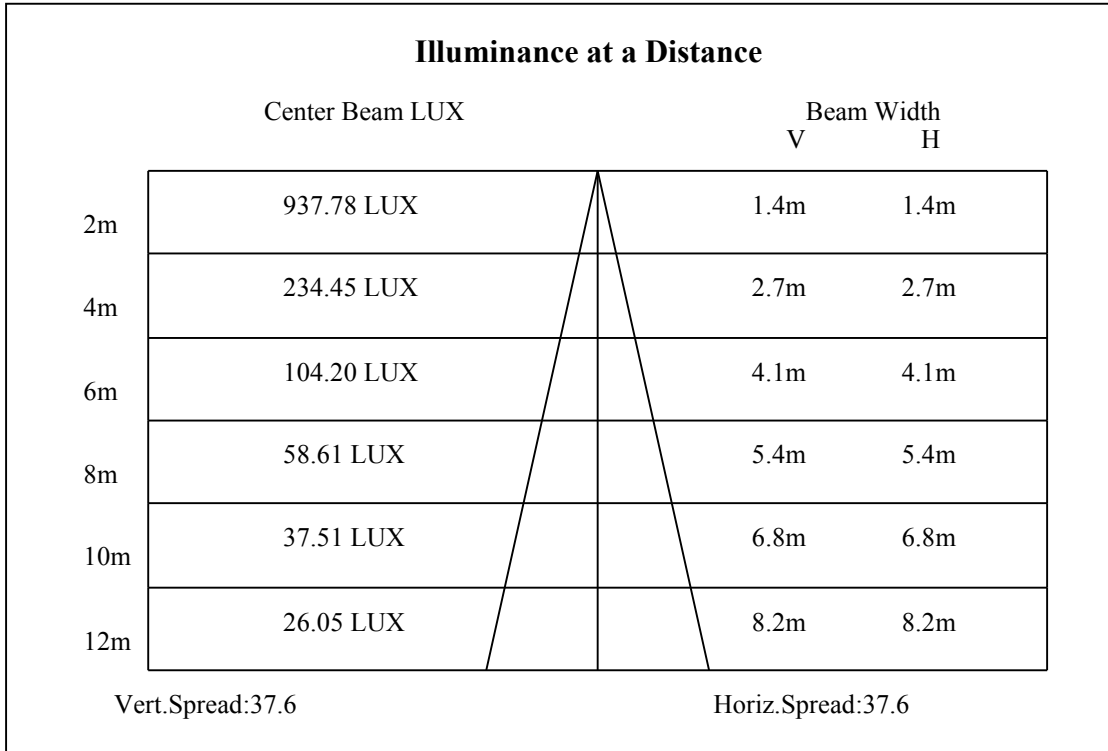 Illuminance at a Distance
Center Beam LUX Beam Width
V H
2m 937.78 LUX 1.4m 1.4m
4m 234.45 LUX 2.7m 2.7m
6m 104.20 LUX 4.1m 4.1m
8m 58.61 LUX 5.4m 5.4m
10m 37.51 LUX 6.8m 6.8m
12m 26.05 LUX 8.2m 8.2m
Vert.Spread:37.6 Horiz.Spread:37.6